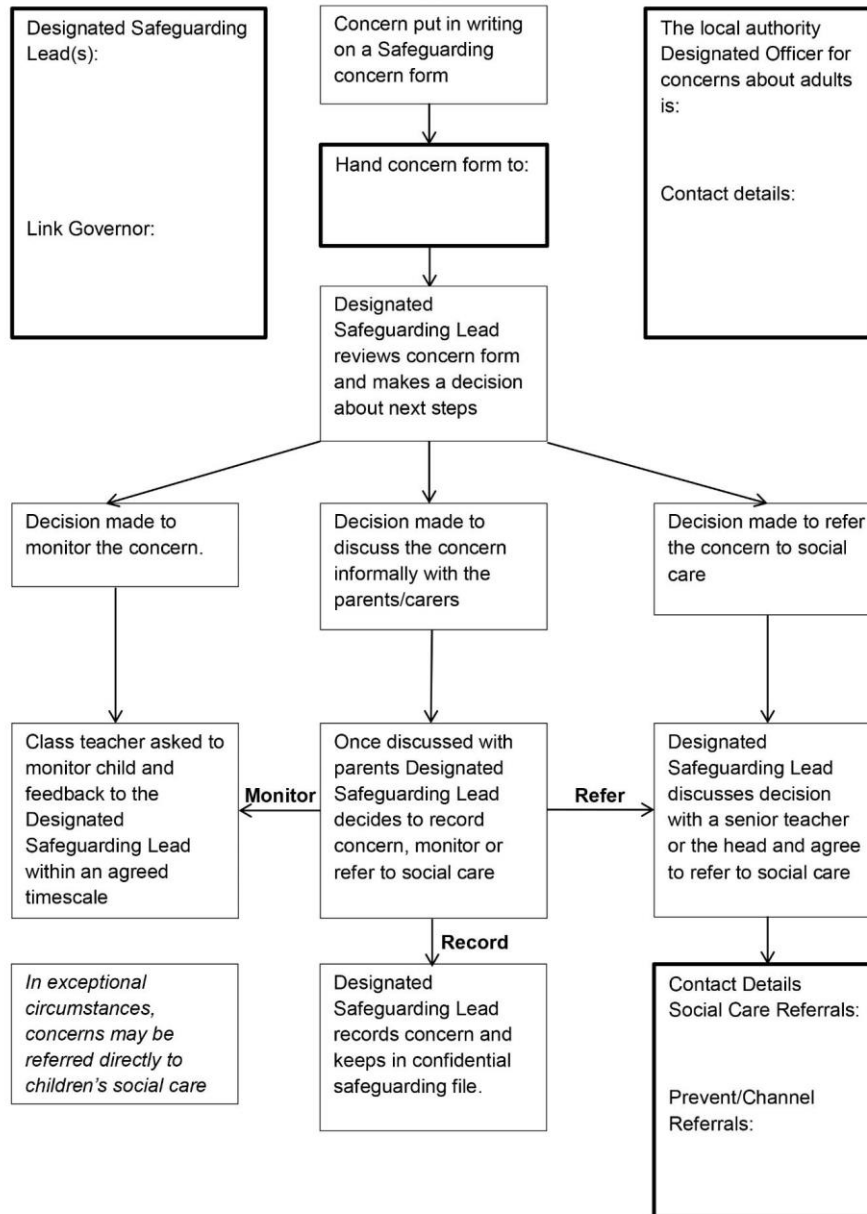 Designated Safeguarding
Lead(s):
Link Governor:
Concern put in writing
on a Safeguarding
concern form
The local authority
Designated Officer for
concerns about adults
is:
Contact details:
Hand concern form to:
Designated
Safeguarding Lead
reviews concern form
and makes a decision
about next steps
Decision made to
monitor the concern.
Decision made to
discuss the concern
informally with the
parents/carers
Decision made to refer
the concern to social
care
Class teacher asked to
monitor child and
feedback to the
Designated
Safeguarding Lead
within an agreed
timescale
Monitor
Once discussed with
parents Designated
Safeguarding Lead
decides to record
concern, monitor or
refer to social care
Refer
Designated
Safeguarding Lead
discusses decision
with a senior teacher
or the head and agree
to refer to social care
Record
In exceptional
circumstances,
concerns may be
referred directly to
children’s social care
Designated
Safeguarding Lead
records concern and
keeps in confidential
safeguarding file.
Contact Details
Social Care Referrals:
Prevent/Channel
Referrals: